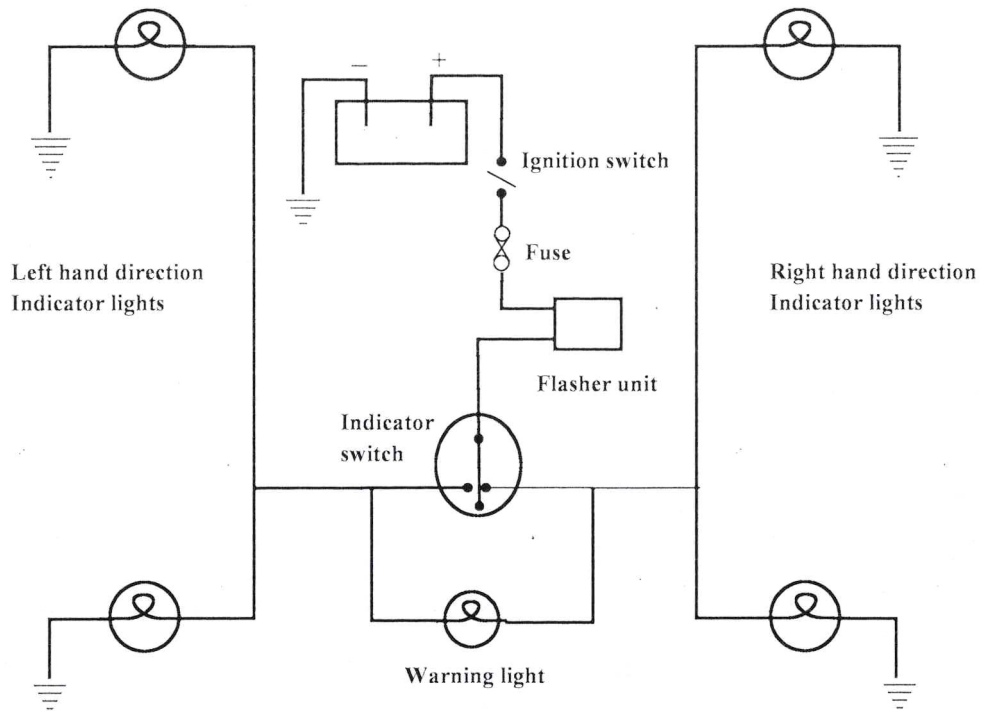 − +
Ignition switch
Fuse
Left hand direction
Indicator lights
Right hand direction
Indicator lights
Flasher unit
Indicator
switch
Warning light